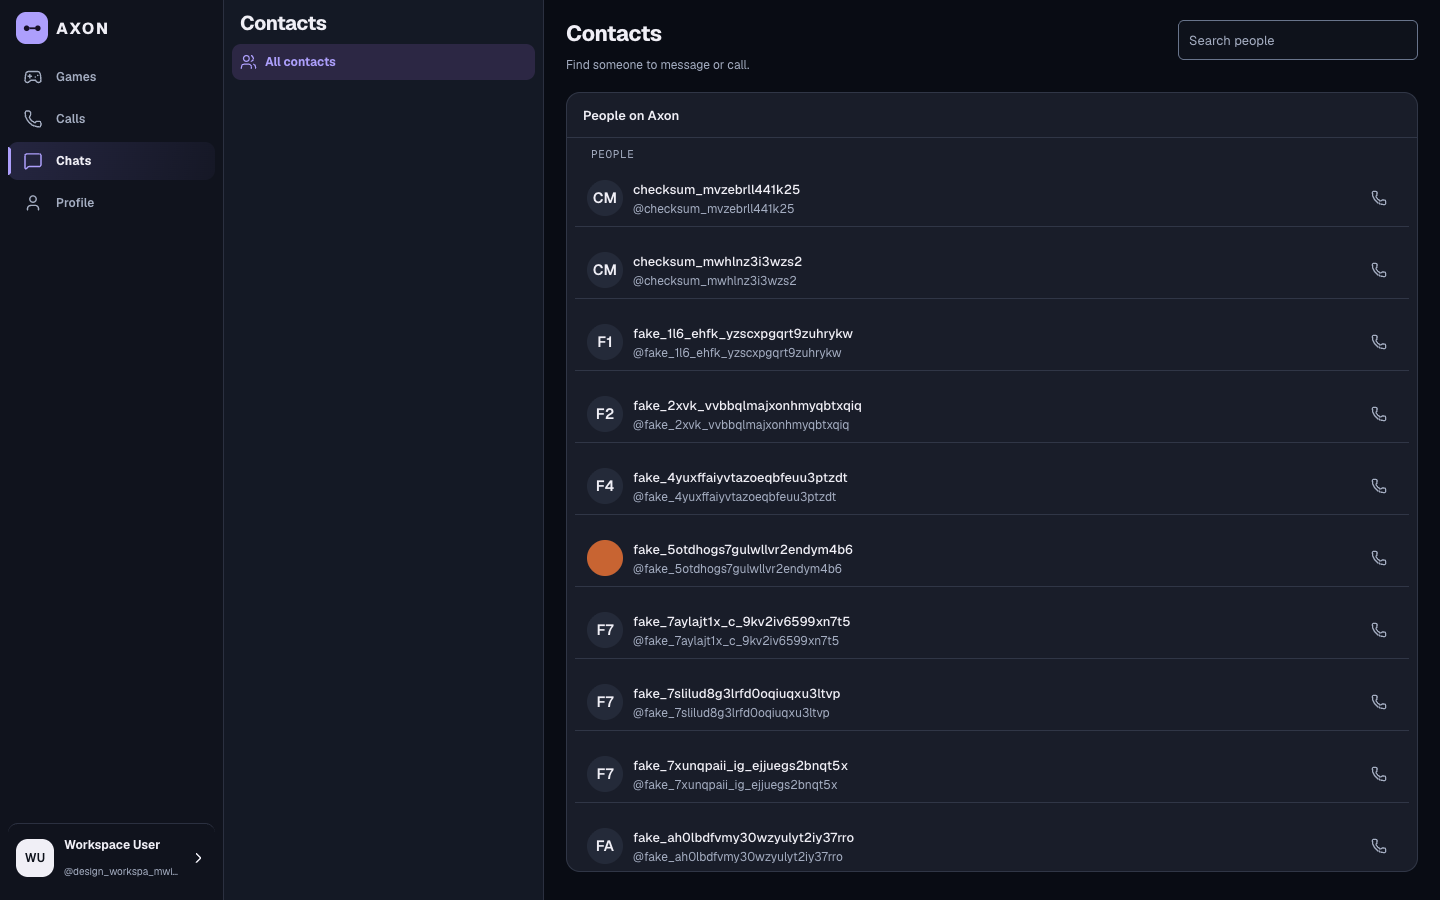 AXON
Games
Calls
Chats
Profile
WU
Workspace User
@design_workspa_mwi...
Contacts
All contacts
Contacts
Find someone to message or call.
Search people
People on Axon
PEOPLE
CM
checksum_mvzebrll441k25
@checksum_mvzebrll441k25
CM
checksum_mwhlnz3i3wzs2
@checksum_mwhlnz3i3wzs2
F1
fake_1l6_ehfk_yzscxpgqrt9zuhrykw
@fake_1l6_ehfk_yzscxpgqrt9zuhrykw
F2
fake_2xvk_vvbbqlmajxonhmyqbtxqiq
@fake_2xvk_vvbbqlmajxonhmyqbtxqiq
F4
fake_4yuxffaiyvtazoeqbfeuu3ptzdt
@fake_4yuxffaiyvtazoeqbfeuu3ptzdt
fake_5otdhogs7gulwllvr2endym4b6
@fake_5otdhogs7gulwllvr2endym4b6
F7
fake_7aylajt1x_c_9kv2iv6599xn7t5
@fake_7aylajt1x_c_9kv2iv6599xn7t5
F7
fake_7slilud8g3lrfd0oqiuqxu3ltvp
@fake_7slilud8g3lrfd0oqiuqxu3ltvp
F7
fake_7xunqpaii_ig_ejjuegs2bnqt5x
@fake_7xunqpaii_ig_ejjuegs2bnqt5x
FA
fake_ah0lbdfvmy30wzyulyt2iy37rro
@fake_ah0lbdfvmy30wzyulyt2iy37rro